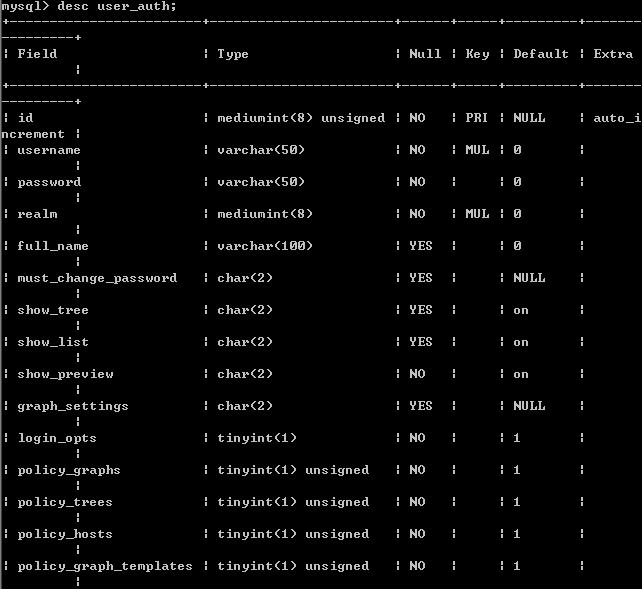 mysql> desc user_auth;
+------------------------+-----------------------+------+-----+---------+-------
---------+
¦ Field                  ¦ Type                  ¦ Null ¦ Key ¦ Default ¦ Extra
         ¦
+------------------------+-----------------------+------+-----+---------+-------
---------+
¦ id                     ¦ mediumint(8) unsigned ¦ NO   ¦ PRI ¦ NULL    ¦ auto_i
ncrement ¦
¦ username               ¦ varchar(50)           ¦ NO   ¦ MUL ¦ 0       ¦
         ¦
¦ password               ¦ varchar(50)           ¦ NO   ¦     ¦ 0       ¦
         ¦
¦ realm                  ¦ mediumint(8)          ¦ NO   ¦ MUL ¦ 0       ¦
         ¦
¦ full_name              ¦ varchar(100)          ¦ YES  ¦     ¦ 0       ¦
         ¦
¦ must_change_password   ¦ char(2)               ¦ YES  ¦     ¦ NULL    ¦
         ¦
¦ show_tree              ¦ char(2)               ¦ YES  ¦     ¦ on      ¦
         ¦
¦ show_list              ¦ char(2)               ¦ YES  ¦     ¦ on      ¦
         ¦
¦ show_preview           ¦ char(2)               ¦ NO   ¦     ¦ on      ¦
         ¦
¦ graph_settings         ¦ char(2)               ¦ YES  ¦     ¦ NULL    ¦
         ¦
¦ login_opts             ¦ tinyint(1)            ¦ NO   ¦     ¦ 1       ¦
         ¦
¦ policy_graphs          ¦ tinyint(1) unsigned   ¦ NO   ¦     ¦ 1       ¦
         ¦
¦ policy_trees           ¦ tinyint(1) unsigned   ¦ NO   ¦     ¦ 1       ¦
         ¦
¦ policy_hosts           ¦ tinyint(1) unsigned   ¦ NO   ¦     ¦ 1       ¦
         ¦
¦ policy_graph_templates ¦ tinyint(1) unsigned   ¦ NO   ¦     ¦ 1       ¦
         ¦